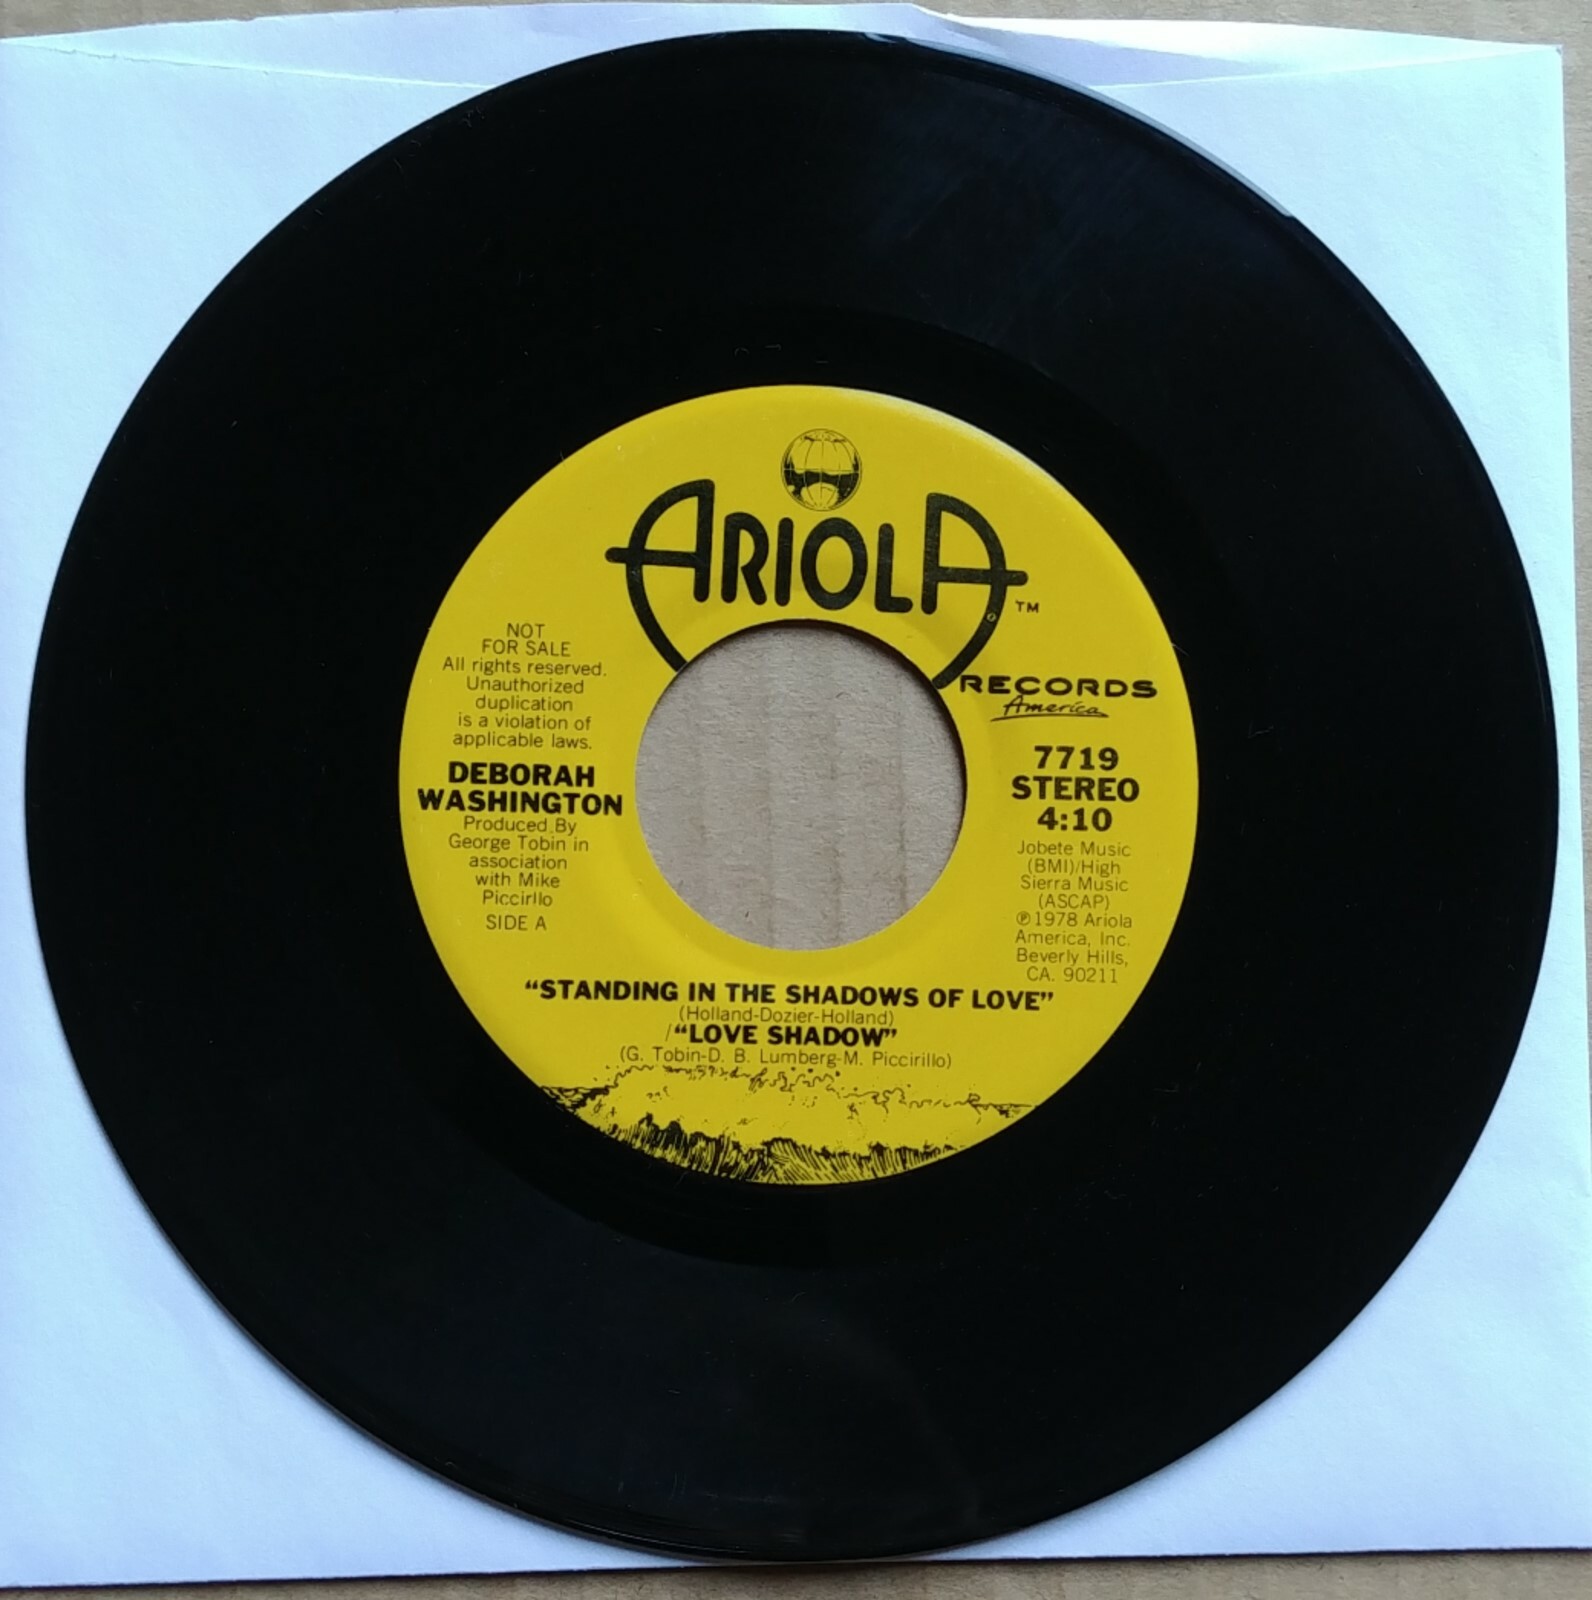 ARIOLA
TM
RECORDS
America
NOT
FOR SALE
All rights reserved.
Unauthorized
duplication
is a violation of
applicable laws.
DEBORAH
WASHINGTON
Produced By
George Tobin in
association
with Mike
Piccirllo
SIDE A
7719
STEREO
4:10
Jobete Music
(BMI)/High
Sierra Music
(ASCAP)
℗1978 Ariola
America, Inc.
Beverly Hills,
CA. 90211
“STANDING IN THE SHADOWS OF LOVE”
(Holland-Dozier-Holland)
/“LOVE SHADOW”
(G. Tobin-D. B. Lumberg-M. Piccirillo)